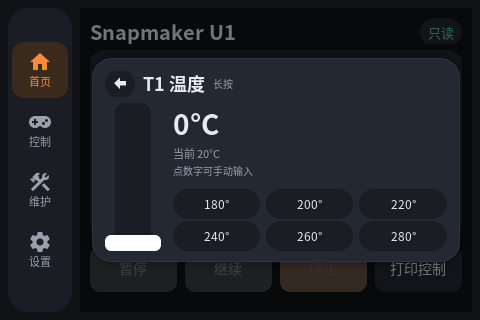 Snapmaker U1
只读
首页
控制
维护
设置
T1 温度 长按
0°C
当前 20°C
点数字可手动输入
180° 200° 220°
240° 260° 280°
暂停 继续 停止 打印控制